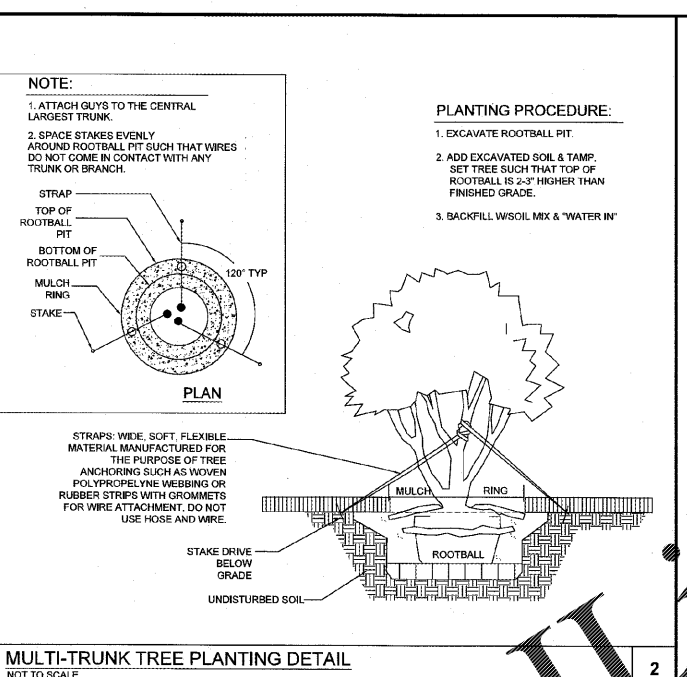 NOTE:
1. ATTACH GUYS TO THE CENTRAL
LARGEST TRUNK.
2. SPACE STAKES EVENLY
AROUND ROOTBALL PIT SUCH THAT WIRES
DO NOT COME IN CONTACT WITH ANY
TRUNK OR BRANCH.
STRAP
TOP OF
ROOTBALL
PIT
BOTTOM OF
ROOTBALL PIT
MULCH
RING
STAKE
120° TYP
PLAN
PLANTING PROCEDURE:
1. EXCAVATE ROOTBALL PIT.
2. ADD EXCAVATED SOIL & TAMP.
SET TREE SUCH THAT TOP OF
ROOTBALL IS 2-3" HIGHER THAN
FINISHED GRADE.
3. BACKFILL W/SOIL MIX & "WATER IN"
STRAPS: WIDE, SOFT, FLEXIBLE
MATERIAL MANUFACTURED FOR
THE PURPOSE OF TREE
ANCHORING SUCH AS WOVEN
POLYPROPELYNE WEBBING OR
RUBBER STRIPS WITH GROMMETS
FOR WIRE ATTACHMENT. DO NOT
USE HOSE AND WIRE.
MULCH RING
STAKE DRIVE
BELOW
GRADE
ROOTBALL
UNDISTURBED SOIL
MULTI-TRUNK TREE PLANTING DETAIL
NOT TO SCALE
2